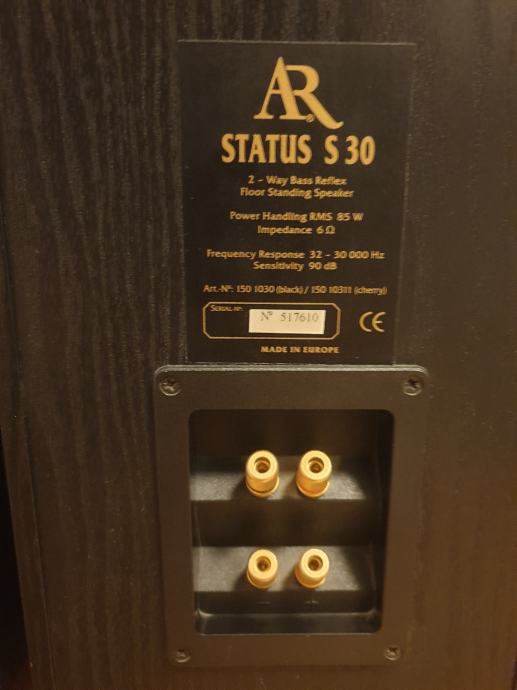 AR®
STATUS S 30
2 - Way Bass Reflex
Floor Standing Speaker
Power Handling RMS 85 W
Impedance 6 Ω
Frequency Response 32 - 30 000 Hz
Sensitivity 90 dB
Art.-Nº: 150 1030 (black) / 150 10311 (cherry)
SERIAL-Nº:
Nº 517610
CE
MADE IN EUROPE
- +